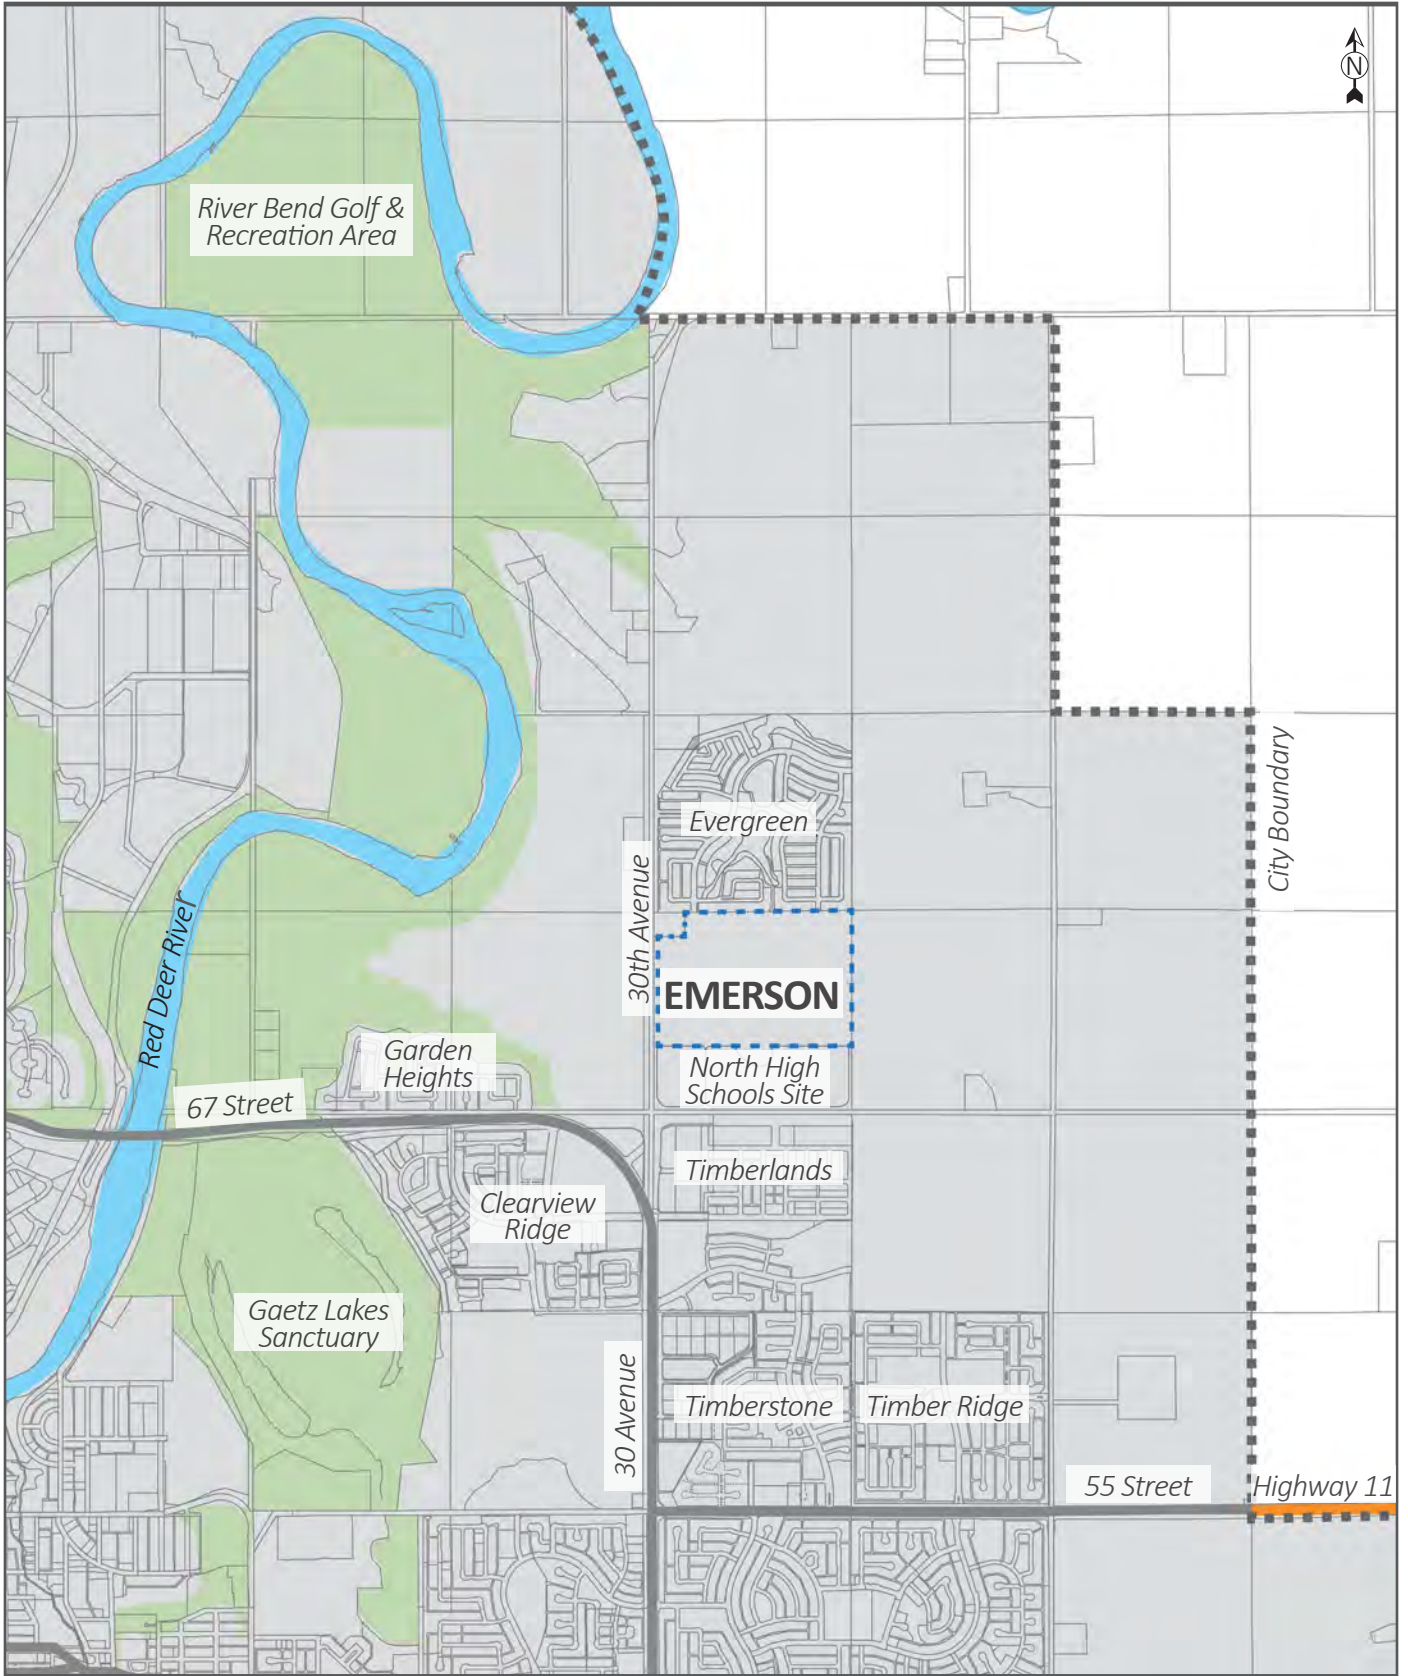 N
River Bend Golf &
Recreation Area
Evergreen
City Boundary
30th Avenue
Red Deer River
EMERSON
Garden
Heights
North High
Schools Site
67 Street
Timberlands
Clearview
Ridge
Gaetz Lakes
Sanctuary
30 Avenue
Timberstone
Timber Ridge
55 Street
Highway 11